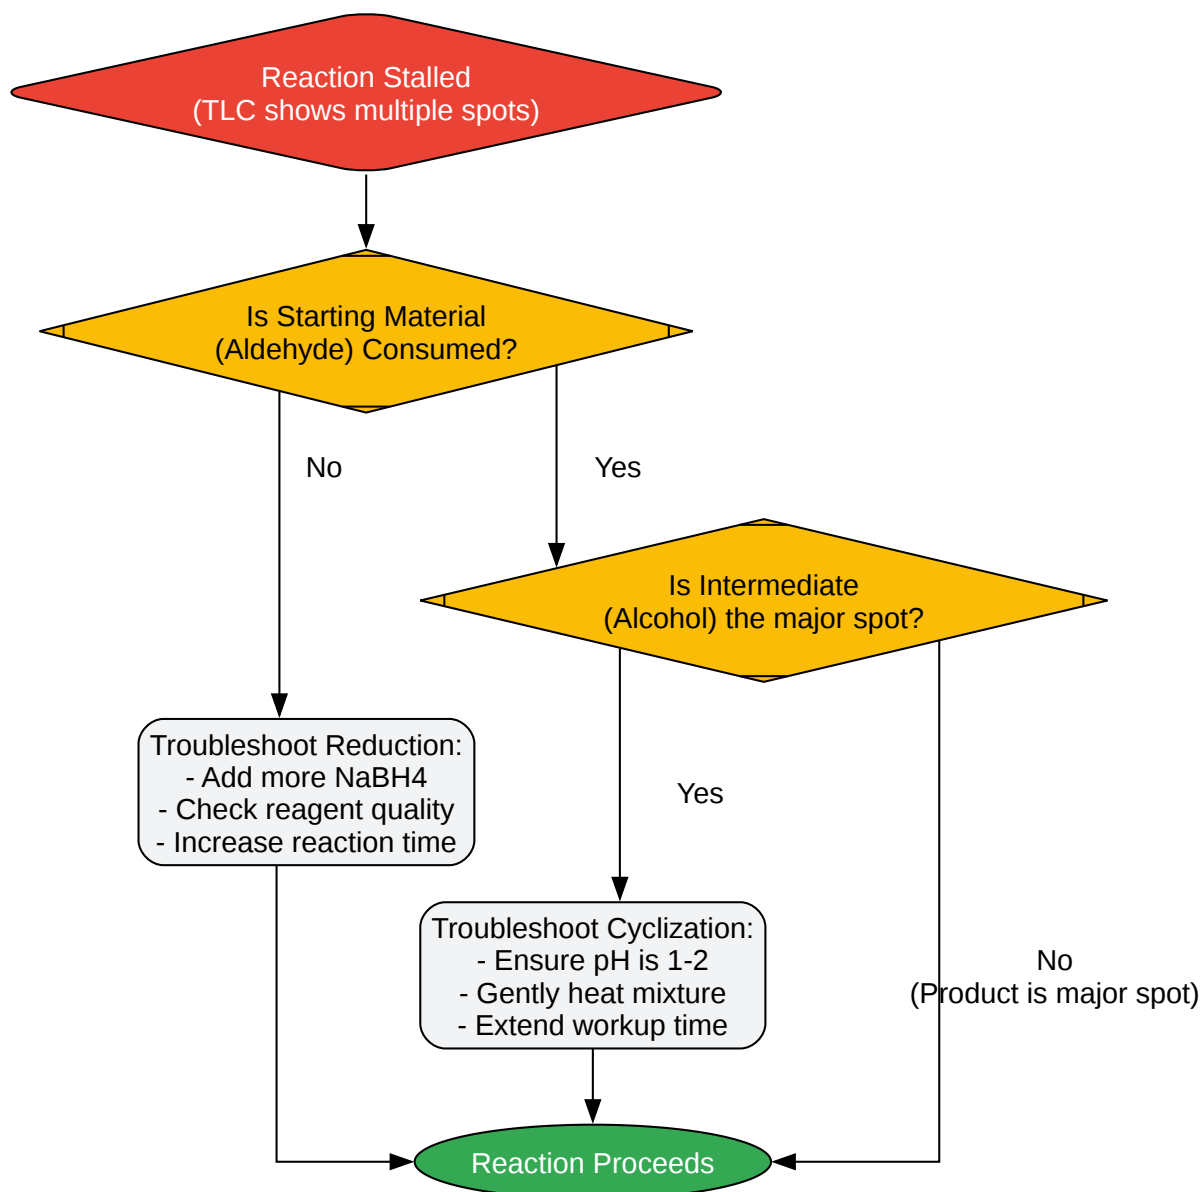 Reaction Stalled
(TLC shows multiple spots)
Is Starting Material
(Aldehyde) Consumed?
No
Yes
Is Intermediate
(Alcohol) the major spot?
Troubleshoot Reduction:
- Add more NaBH4
- Check reagent quality
- Increase reaction time
Yes
Troubleshoot Cyclization:
- Ensure pH is 1-2
- Gently heat mixture
- Extend workup time
No
(Product is major spot)
Reaction Proceeds